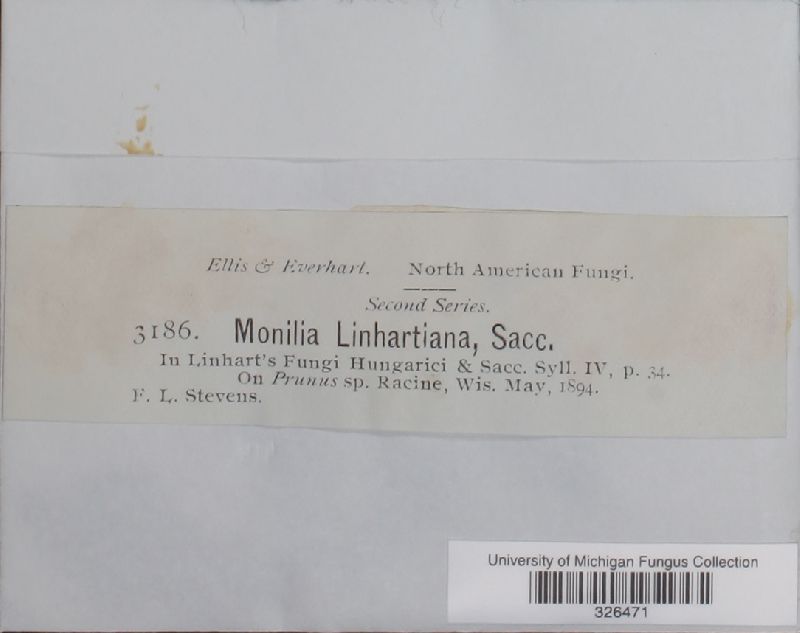 Ellis & Everhart. North American Fungi.
Second Series.
3186. Monilia Linhartiana, Sacc.
In Linhart's Fungi Hungarici & Sacc. Syll. IV, p. 34.
On Prunus sp. Racine, Wis. May, 1894.
F. L. Stevens.
University of Michigan Fungus Collection
326471